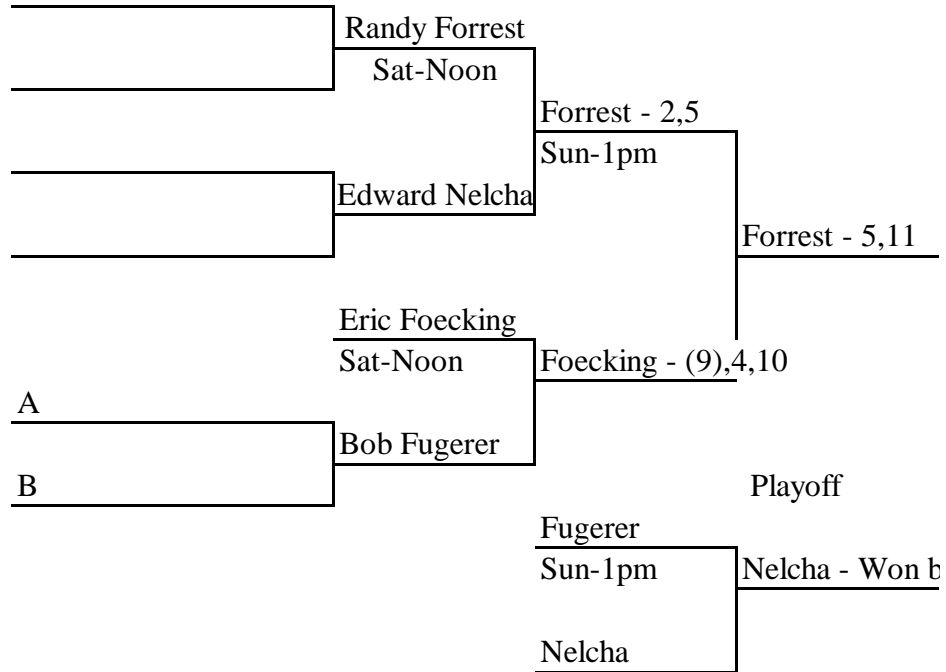 Randy Forrest
Sat-Noon
Forrest - 2,5
Sun-1pm
Edward Nelcha
Forrest - 5,11
Eric Foecking
Sat-Noon
Foecking - (9),4,10
A
Bob Fugerer
B
Playoff
Fugerer
Sun-1pm
Nelcha - Won b
Nelcha